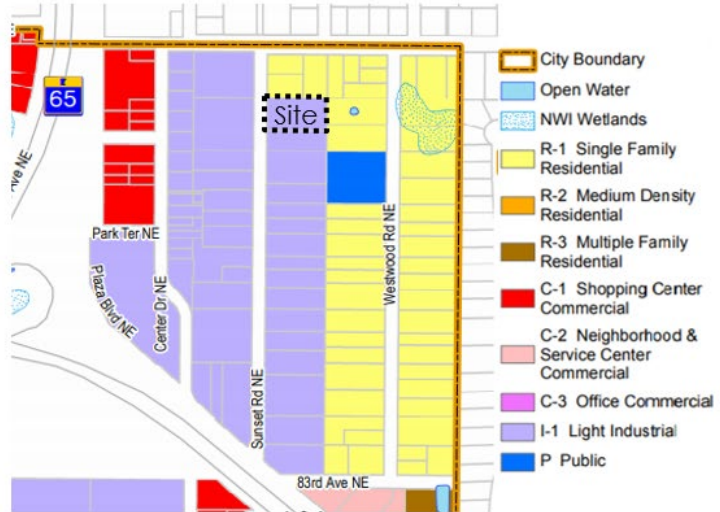 65
Ave NE
Site
Park Ter NE
Plaza Blvd NE
Center Dr NE
Sunset Rd NE
Westwood Rd NE
83rd Ave NE
City Boundary
Open Water
NWI Wetlands
R-1 Single Family
Residential
R-2 Medium Density
Residential
R-3 Multiple Family
Residential
C-1 Shopping Center
Commercial
C-2 Neighborhood &
Service Center
Commercial
C-3 Office Commercial
I-1 Light Industrial
P Public